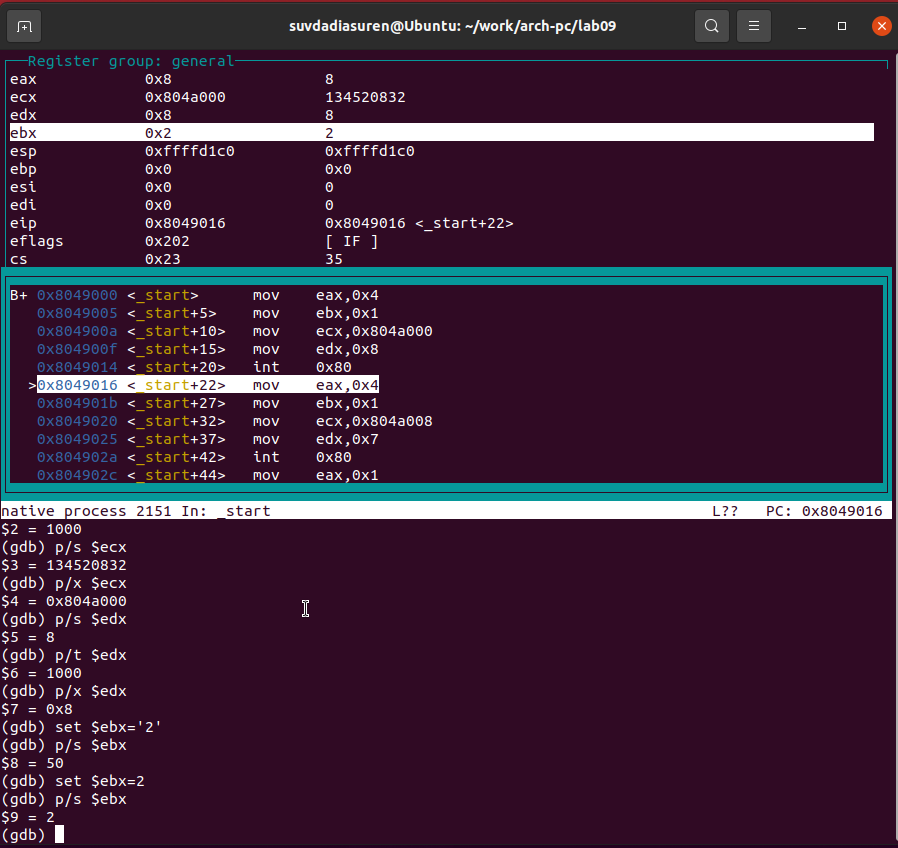 suvdadiasuren@Ubuntu: ~/work/arch-pc/lab09
Register group: general
eax 0x8 8
ecx 0x804a000 134520832
edx 0x8 8
ebx 0x2 2
esp 0xffffd1c0 0xffffd1c0
ebp 0x0 0x0
esi 0x0 0
edi 0x0 0
eip 0x8049016 0x8049016 <_start+22>
eflags 0x202 [ IF ]
cs 0x23 35
B+ 0x8049000 <_start> mov eax,0x4
0x8049005 <_start+5> mov ebx,0x1
0x804900a <_start+10> mov ecx,0x804a000
0x804900f <_start+15> mov edx,0x8
0x8049014 <_start+20> int 0x80
>0x8049016 <_start+22> mov eax,0x4
0x804901b <_start+27> mov ebx,0x1
0x8049020 <_start+32> mov ecx,0x804a008
0x8049025 <_start+37> mov edx,0x7
0x804902a <_start+42> int 0x80
0x804902c <_start+44> mov eax,0x1
native process 2151 In: _start L?? PC: 0x8049016
$2 = 1000
(gdb) p/s $ecx
$3 = 134520832
(gdb) p/x $ecx
$4 = 0x804a000
(gdb) p/s $edx
$5 = 8
(gdb) p/t $edx
$6 = 1000
(gdb) p/x $edx
$7 = 0x8
(gdb) set $ebx='2'
(gdb) p/s $ebx
$8 = 50
(gdb) set $ebx=2
(gdb) p/s $ebx
$9 = 2
(gdb)